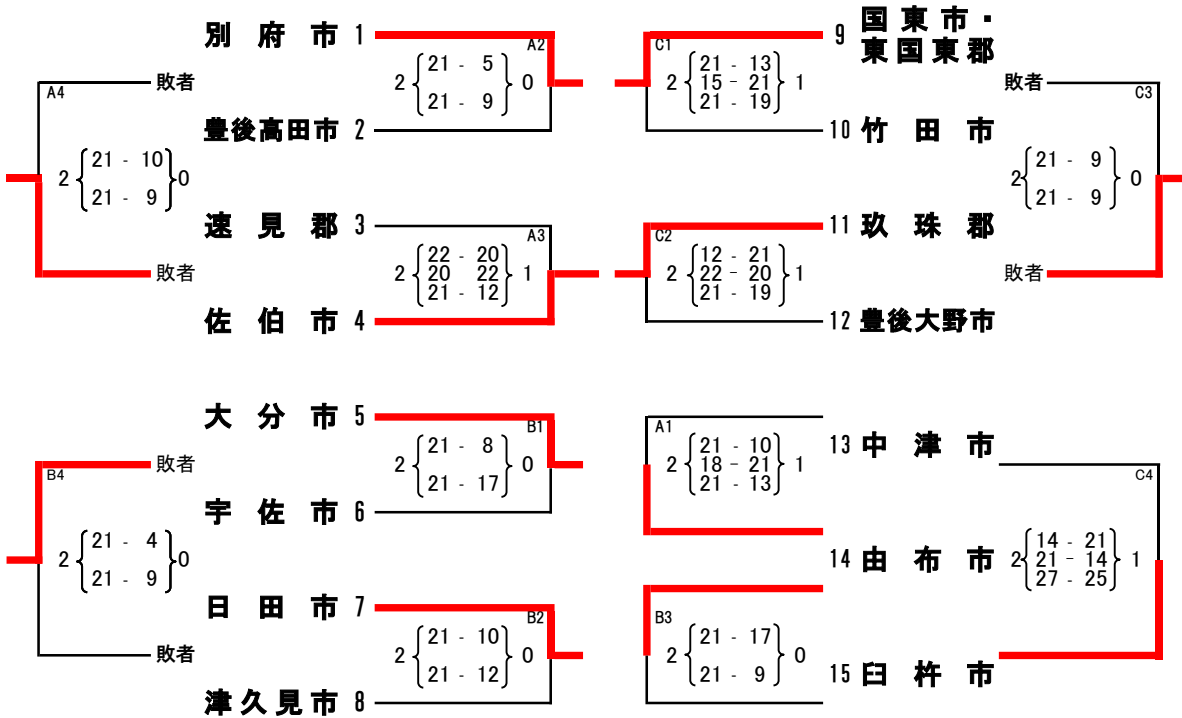 別府市 1
A2
2 21 - 5 0
21 - 9
豊後高田市 2
敗者
A4
2 21 - 10 0
21 - 9
敗者
速見郡 3
A3
22 - 20
2 20 22 1
21 - 12
佐伯市 4
9 国東市・
東国東郡
C1
21 - 13
2 15 - 21 1
21 - 19
10 竹田市
敗者
C3
2 21 - 9 0
21 - 9
敗者
11 玖珠郡
C2
12 - 21
2 22 - 20 1
21 - 19
12 豊後大野市
大分市 5
B1
2 21 - 8 0
21 - 17
宇佐市 6
敗者
B4
2 21 - 4 0
21 - 9
敗者
日田市 7
B2
2 21 - 10 0
21 - 12
津久見市 8
A1
21 - 10
2 18 - 21 1
21 - 13
13 中津市
14 由布市
B3
2 21 - 17 0
21 - 9
15 臼杵市
C4
14 - 21
2 21 - 14 1
27 - 25